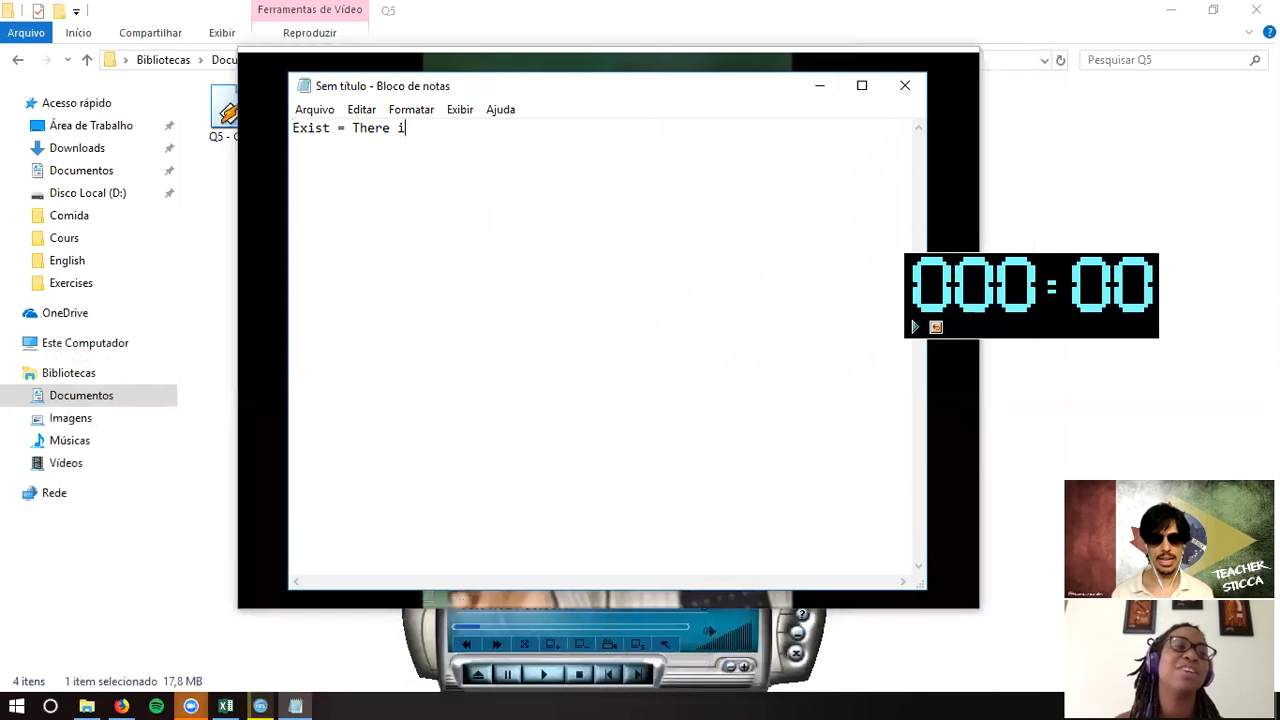 Ferramentas de Vídeo
Q5
Arquivo
Início
Compartilhar
Exibir
Reproduzir
Bibliotecas
Docu
Pesquisar Q5
Acesso rápido
Área de Trabalho
Downloads
Documentos
Disco Local (D:)
Comida
Cours
English
Exercises
OneDrive
Este Computador
Bibliotecas
Documentos
Imagens
Músicas
Vídeos
Rede
Q5 -
Sem título - Bloco de notas
Arquivo Editar Formatar Exibir Ajuda
Exist = There i
000:00
TEACHER
STICCA
4 itens 1 item selecionado 17,8 MB